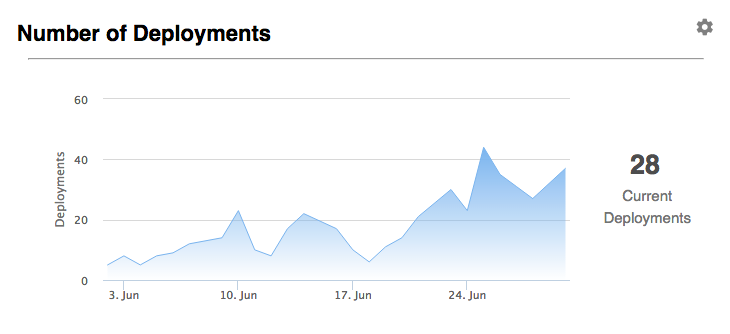 Number of Deployments
60
40
20
0
Deployments
3. Jun
10. Jun
17. Jun
24. Jun
28
Current
Deployments